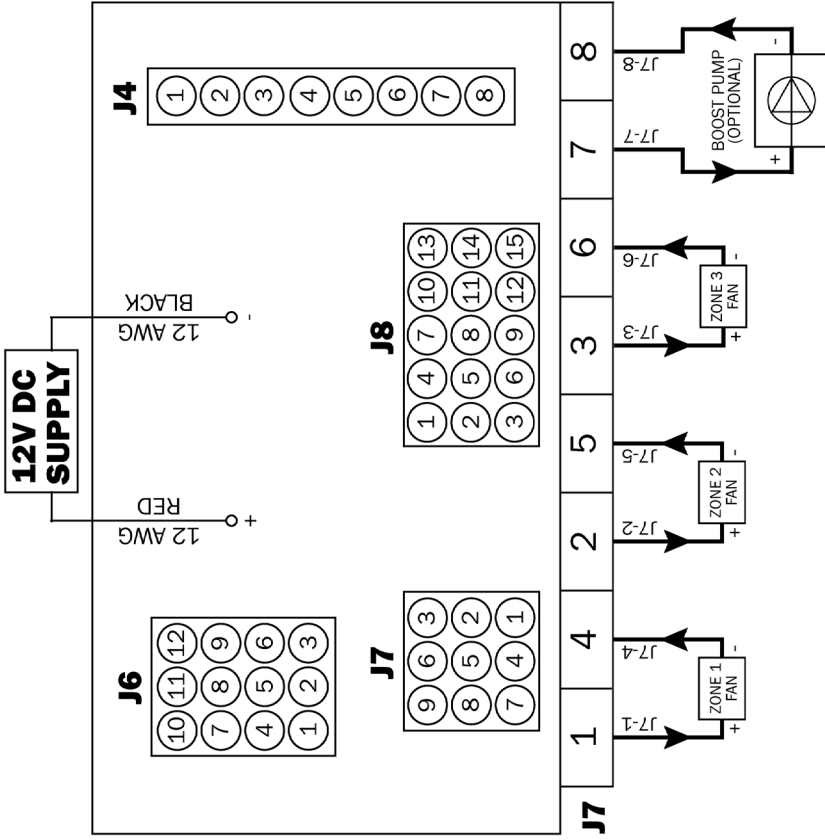 12V DC
SUPPLY
RED
12 AWG
+
BLACK
12 AWG
-
J4
1
2
3
4
5
6
7
8
J6
10 11 12
7 8 9
4 5 6
1 2 3
J7
9 6 3
8 5 2
7 4 1
J8
1 4 7 10 13
2 5 8 11 14
3 6 9 12 15
J7
1 4 2 5 3 6 7 8
J7-1
J7-4
J7-2
J7-5
J7-3
J7-6
J7-7
J7-8
+ -
ZONE 1
FAN
+ -
ZONE 2
FAN
+ -
ZONE 3
FAN
BOOST PUMP
(OPTIONAL)
+ -